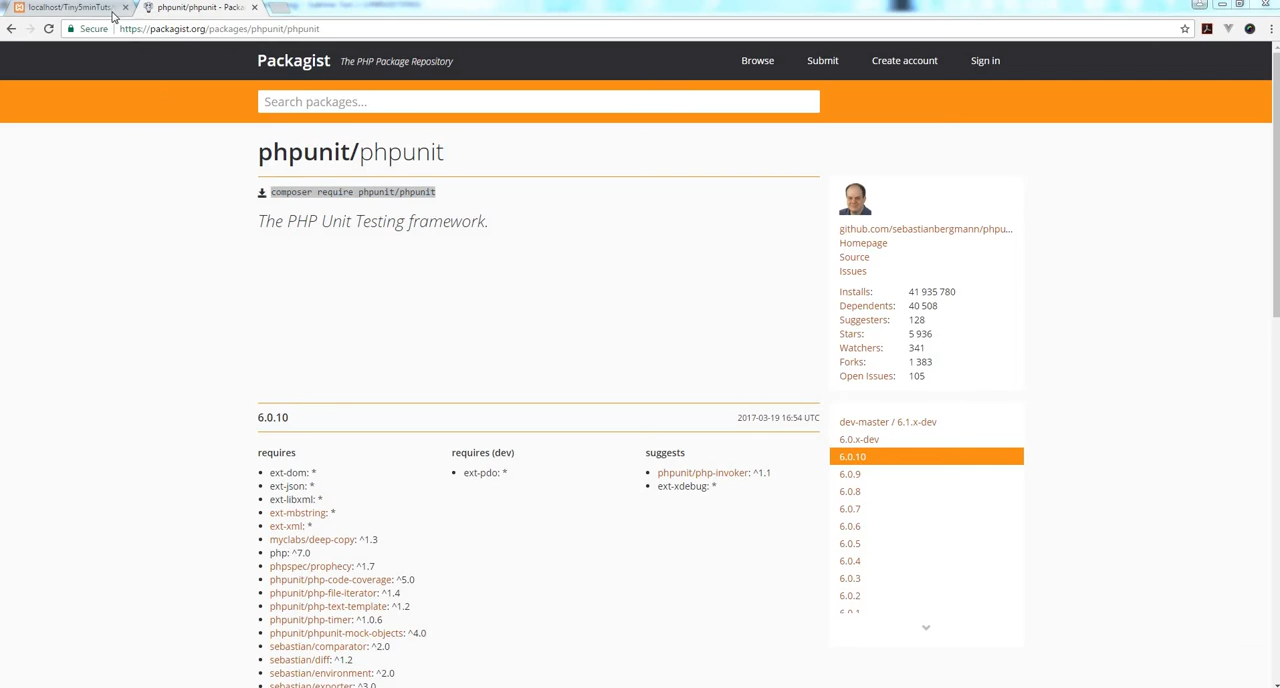 localhost/Tiny5minTuts
phpunit/phpunit - Packa
Secure
https://packagist.org/packages/phpunit/phpunit
Packagist The PHP Package Repository
Browse
Submit
Create account
Sign in
Search packages...
phpunit/phpunit
composer require phpunit/phpunit
The PHP Unit Testing framework.
github.com/sebastianbergmann/phpu...
Homepage
Source
Issues
Installs: 41 935 780
Dependents: 40 508
Suggesters: 128
Stars: 5 936
Watchers: 341
Forks: 1 383
Open Issues: 105
6.0.10
2017-03-19 16:54 UTC
requires
ext-dom: *
ext-json: *
ext-libxml: *
ext-mbstring: *
ext-xml: *
myclabs/deep-copy: ^1.3
php: ^7.0
phpspec/prophecy: ^1.7
phpunit/php-code-coverage: ^5.0
phpunit/php-file-iterator: ^1.4
phpunit/php-text-template: ^1.2
phpunit/php-timer: ^1.0.6
phpunit/phpunit-mock-objects: ^4.0
sebastian/comparator: ^2.0
sebastian/diff: ^1.2
sebastian/environment: ^2.0
sebastian/exporter: ^3.0
requires (dev)
ext-pdo: *
suggests
phpunit/php-invoker: ^1.1
ext-xdebug: *
dev-master / 6.1.x-dev
6.0.x-dev
6.0.10
6.0.9
6.0.8
6.0.7
6.0.6
6.0.5
6.0.4
6.0.3
6.0.2
6.0.1